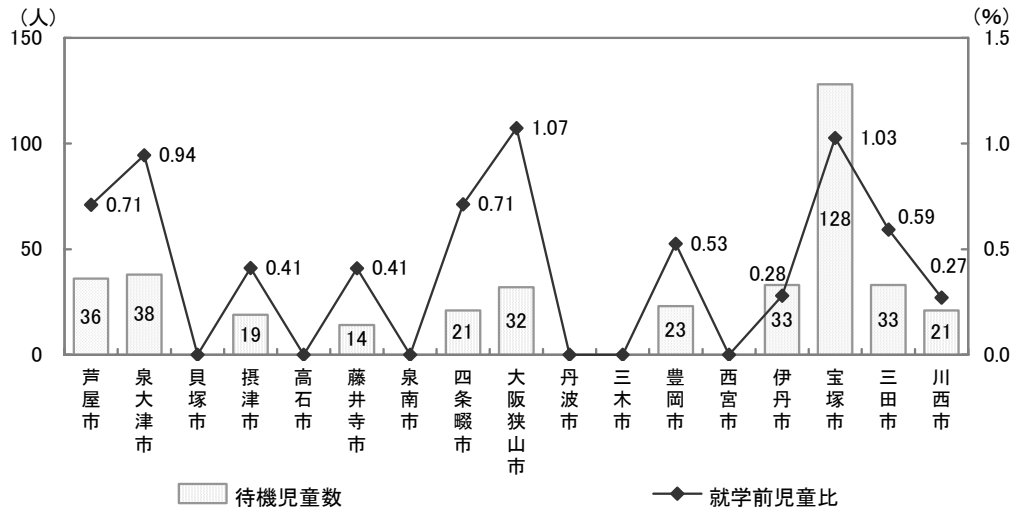 (人)
(%)
150
100
50
0
1.5
1.0
0.5
0.0
0.71
0.94
0.41
0.41
0.71
1.07
0.53
0.28
1.03
0.59
0.27
36
38
19
14
21
32
23
33
128
33
21
芦屋市
泉大津市
貝塚市
摂津市
高石市
藤井寺市
泉南市
四条畷市
大阪狭山市
丹波市
三木市
豊岡市
西宮市
伊丹市
宝塚市
三田市
川西市
待機児童数
就学前児童比